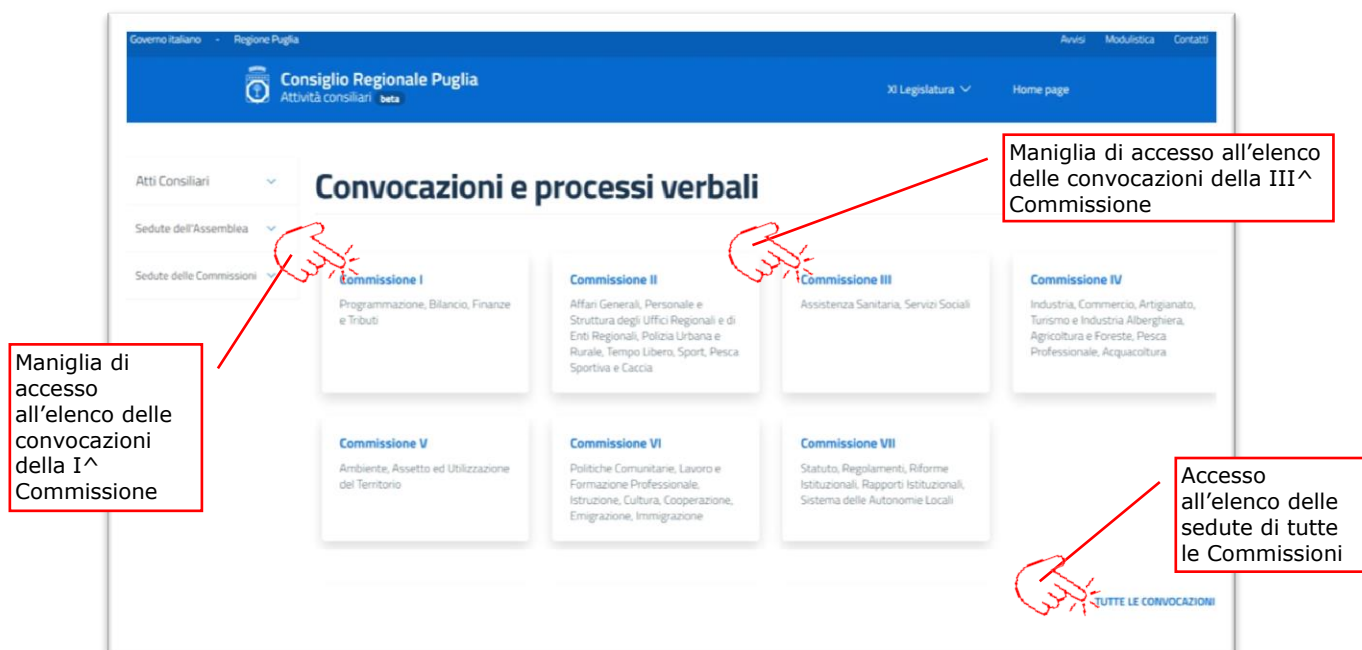 Governo italiano - Regione Puglia
Avvisi Modulistica Contatti
Consiglio Regionale Puglia
Attività consiliari beta
XI Legislatura
Home page
Atti Consiliari
Sedute dell'Assemblea
Sedute delle Commissioni
Convocazioni e processi verbali
Maniglia di accesso all'elenco
delle convocazioni della III^
Commissione
Commissione I
Programmazione, Bilancio, Finanze
e Tributi
Commissione II
Affari Generali, Personale e
Struttura degli Uffici Regionali e di
Enti Regionali, Polizia Urbana e
Rurale, Tempo Libero, Sport, Pesca
Sportiva e Caccia
Commissione III
Assistenza Sanitaria, Servizi Sociali
Commissione IV
Industria, Commercio, Artigianato,
Turismo e Industria Alberghiera,
Agricoltura e Foreste, Pesca
Professionale, Acquacoltura
Maniglia di
accesso
all'elenco delle
convocazioni
della I^
Commissione
Commissione V
Ambiente, Assetto ed Utilizzazione
del Territorio
Commissione VI
Politiche Comunitarie, Lavoro e
Formazione Professionale,
Istruzione, Cultura, Cooperazione,
Emigrazione, Immigrazione
Commissione VII
Statuto, Regolamenti, Riforme
Istituzionali, Rapporti Istituzionali,
Sistema delle Autonomie Locali
Accesso
all'elenco delle
sedute di tutte
le Commissioni
TUTTE LE CONVOCAZIONI